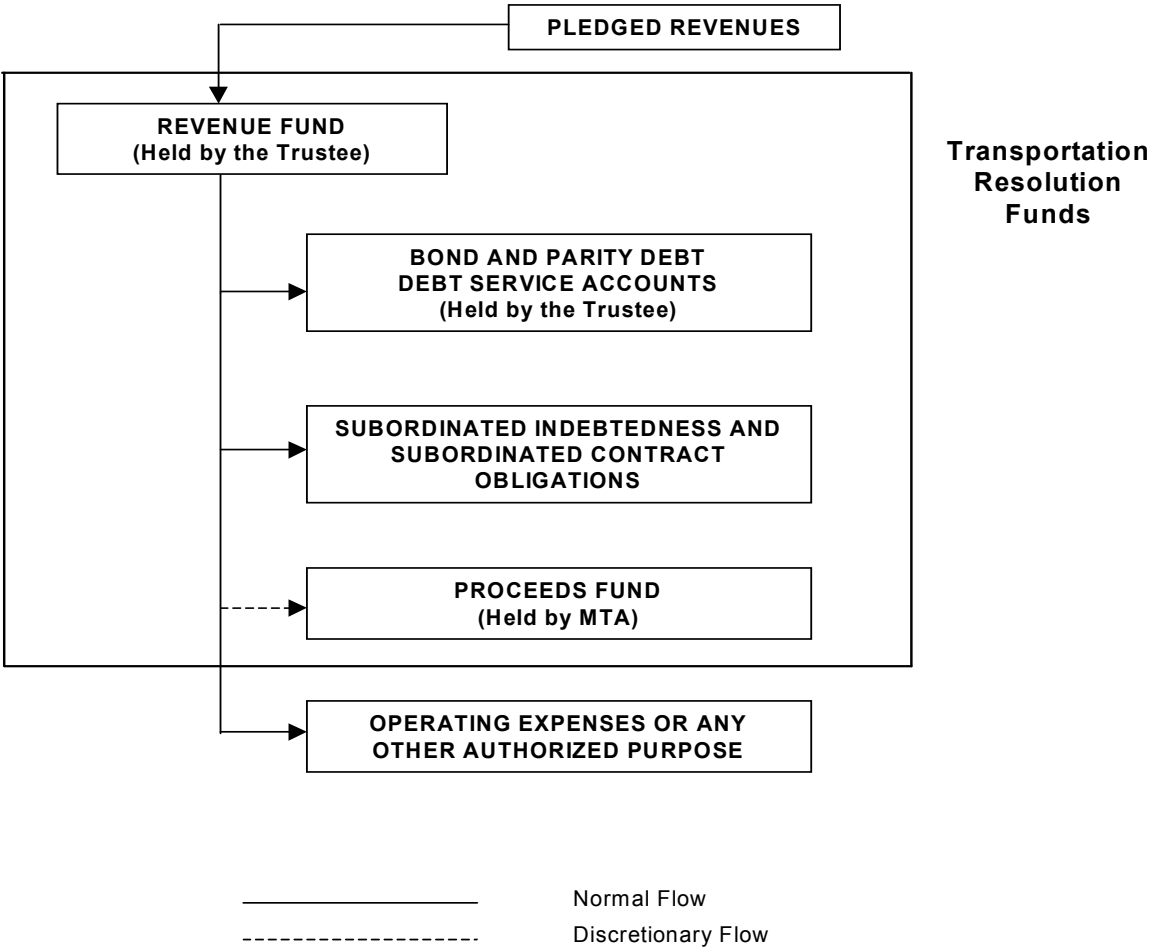 PLEDGED REVENUES
REVENUE FUND
(Held by the Trustee)
Transportation
Resolution
Funds
BOND AND PARITY DEBT
DEBT SERVICE ACCOUNTS
(Held by the Trustee)
SUBORDINATED INDEBTEDNESS AND
SUBORDINATED CONTRACT
OBLIGATIONS
PROCEEDS FUND
(Held by MTA)
OPERATING EXPENSES OR ANY
OTHER AUTHORIZED PURPOSE
Normal Flow
Discretionary Flow